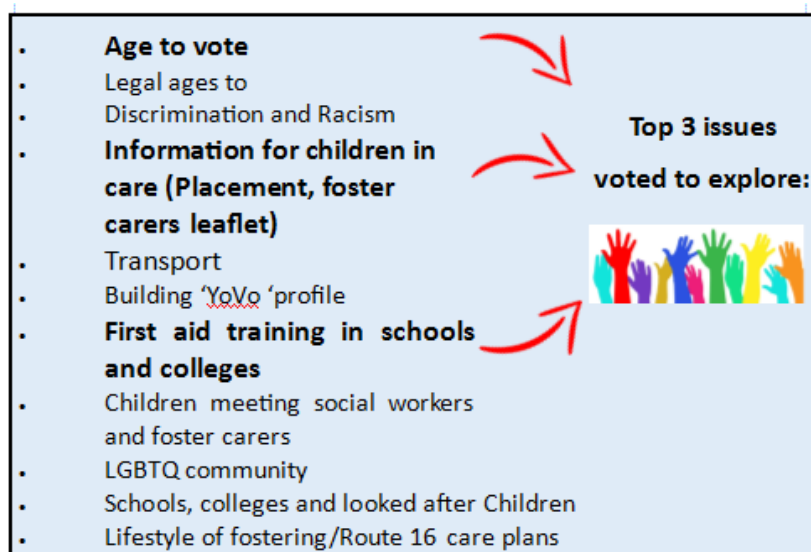 • Age to vote
• Legal ages to
• Discrimination and Racism
• Information for children in
care (Placement, foster
carers leaflet)
• Transport
• Building ‘YoVo ‘profile
• First aid training in schools
and colleges
• Children meeting social workers
and foster carers
• LGBTQ community
• Schools, colleges and looked after Children
• Lifestyle of fostering/Route 16 care plans
Top 3 issues
voted to explore: